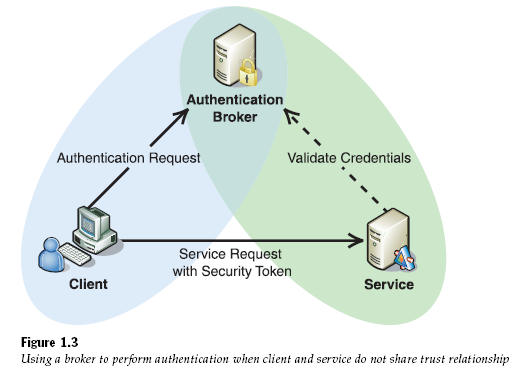 Authentication
Broker
Authentication Request
Validate Credentials
Service Request
with Security Token
Client
Service
Figure 1.3
Using a broker to perform authentication when client and service do not share trust relationship